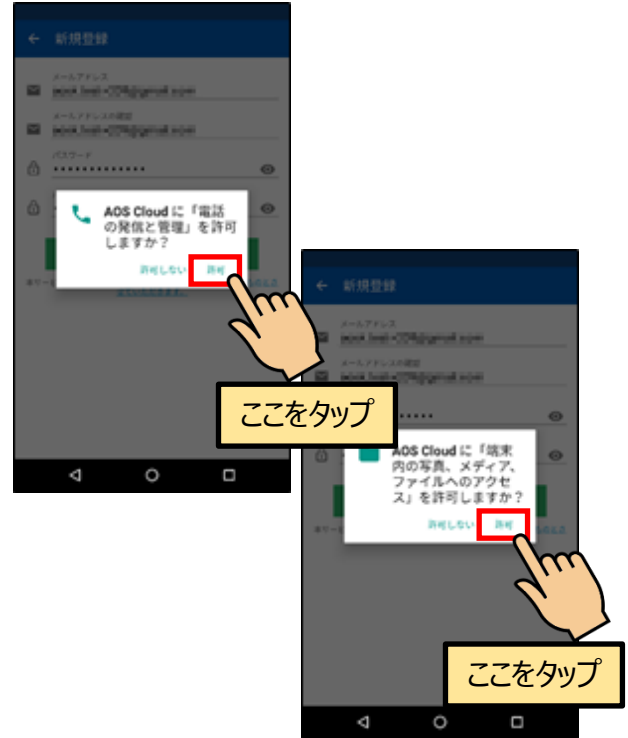 新規登録
メールアドレス
メールアドレスの確認
パスワード
AOS Cloud に「電話
の発信と管理」を許可
しますか？
許可しない 許可
ここをタップ
新規登録
メールアドレス
メールアドレスの確認
AOS Cloud に「端末
内の写真、メディア、
ファイルへのアクセ
ス」を許可しますか？
許可しない 許可
ここをタップ